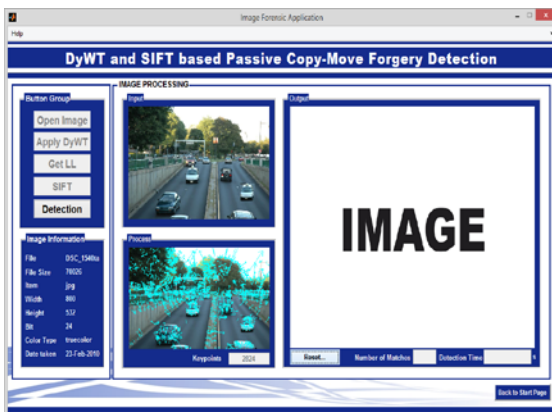 Image Forensic Application
Help
DyWT and SIFT based Passive Copy-Move Forgery Detection
Button Group
Open Image
Apply DyWT
Get LL
SIFT
Detection
Image Information
File DSC_1540ta
File Size 78026
Item jpg
Width 800
Height 532
Bit 24
Color Type truecolor
Date taken 23-Feb-2010
IMAGE PROCESSING
Input
Process
Keypoints 2024
Output
IMAGE
Reset...
Number of Matches
Detection Time
s
Back to Start Page